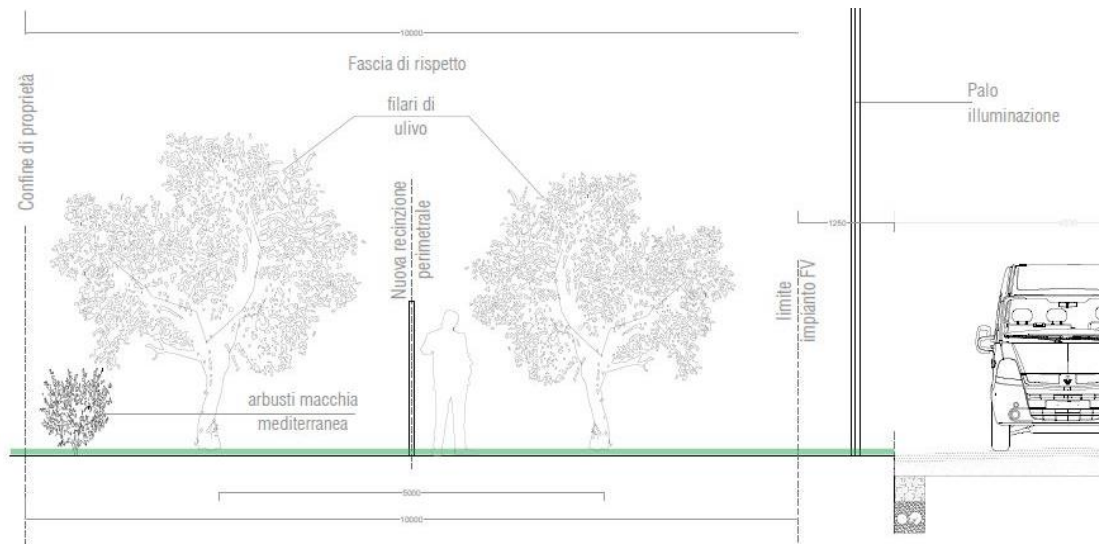 10000
Fascia di rispetto
Confine di proprietà
filari di
ulivo
Palo
illuminazione
Nuova recinzione
perimetrale
1250
limite
impianto FV
arbusti macchia
mediterranea
5000
10000